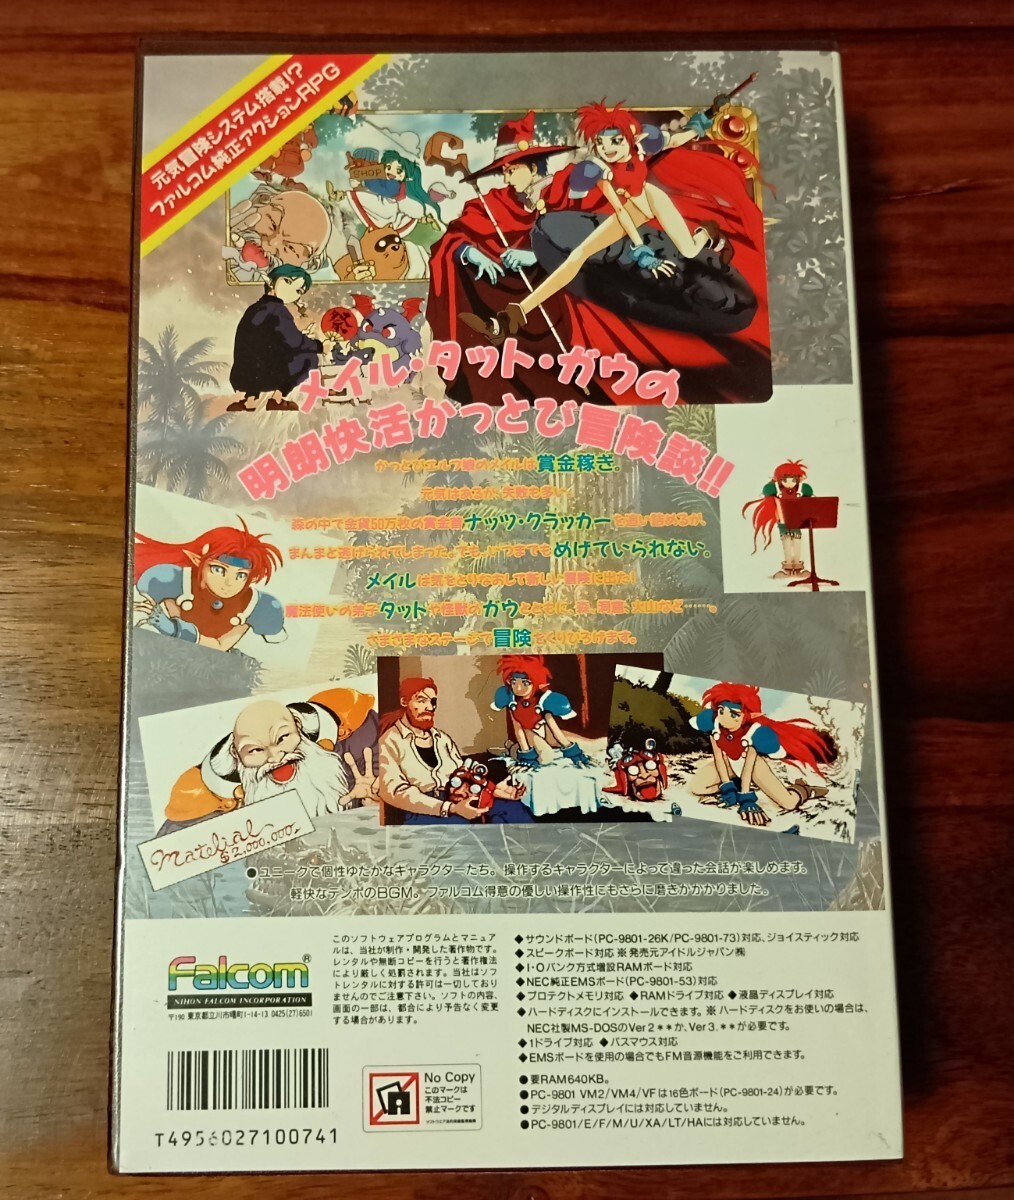 元気冒険システム搭載!?
ファルコム純正アクションRPG
SHOP
祭
メイル・タット・ガウの
明朗快活かっとび冒険談!!
かっとびエルフ娘のメイルは賞金稼ぎ。
元気はあるが、失敗も多い。
森の中で金貨50万枚の賞金首ナッツ・クラッカーを追い詰めるが、
まんまと逃げられてしまった。でも、いつまでもめげていられない。
メイルは気をとりなおして新しい冒険に出た!
魔法使いの弟子タットや怪獣のガウとともに、森、洞窟、火山など……。
さまざまなステージで冒険をくりひろげます。
Matelial
$2,000,000.
●ユニークで個性ゆたかなキャラクターたち。操作するキャラクターによって違った会話が楽しめます。
軽快なテンポのBGM。ファルコム得意の優しい操作性にもさらに磨きがかかりました。
Falcom®
NIHON FALCOM INCORPORATION
〒190 東京都立川市曙町1-14-13 0425(27)6501
このソフトウェアプログラムとマニュア
ルは、当社が制作・開発した著作物です。
レンタルや無断コピーを行うと著作権法
により厳しく処罰されます。当社はソフ
トレンタルに対する許可は一切しており
ませんのでご注意下さい。ソフトの内容、
画面の一部は、都合により予告なく変更
する場合があります。
◆サウンドボード(PC-9801-26K/PC-9801-73)対応、ジョイスティック対応
◆スピークボード対応 ※発売元アイドルジャパン㈱
◆I・Oバンク方式増設RAMボード対応
◆NEC純正EMSボード(PC-9801-53)対応
◆プロテクトメモリ対応 ◆RAMドライブ対応 ◆液晶ディスプレイ対応
◆ハードディスクにインストールできます。※ハードディスクをお使いの場合は、
NEC社製MS-DOSのVer 2**か、Ver3.**が必要です。
◆1ドライブ対応 ◆バスマウス対応
◆EMSボードを使用の場合でもFM音源機能をご利用できます。
●要RAM640KB。
●PC-9801 VM2/VM4/VFは16色ボード(PC-9801-24)が必要です。
●デジタルディスプレイには対応していません。
●PC-9801/E/F/M/U/XA/LT/HAには対応していません。
No Copy
このマークは
不法コピー
禁止マークです
T4956027100741